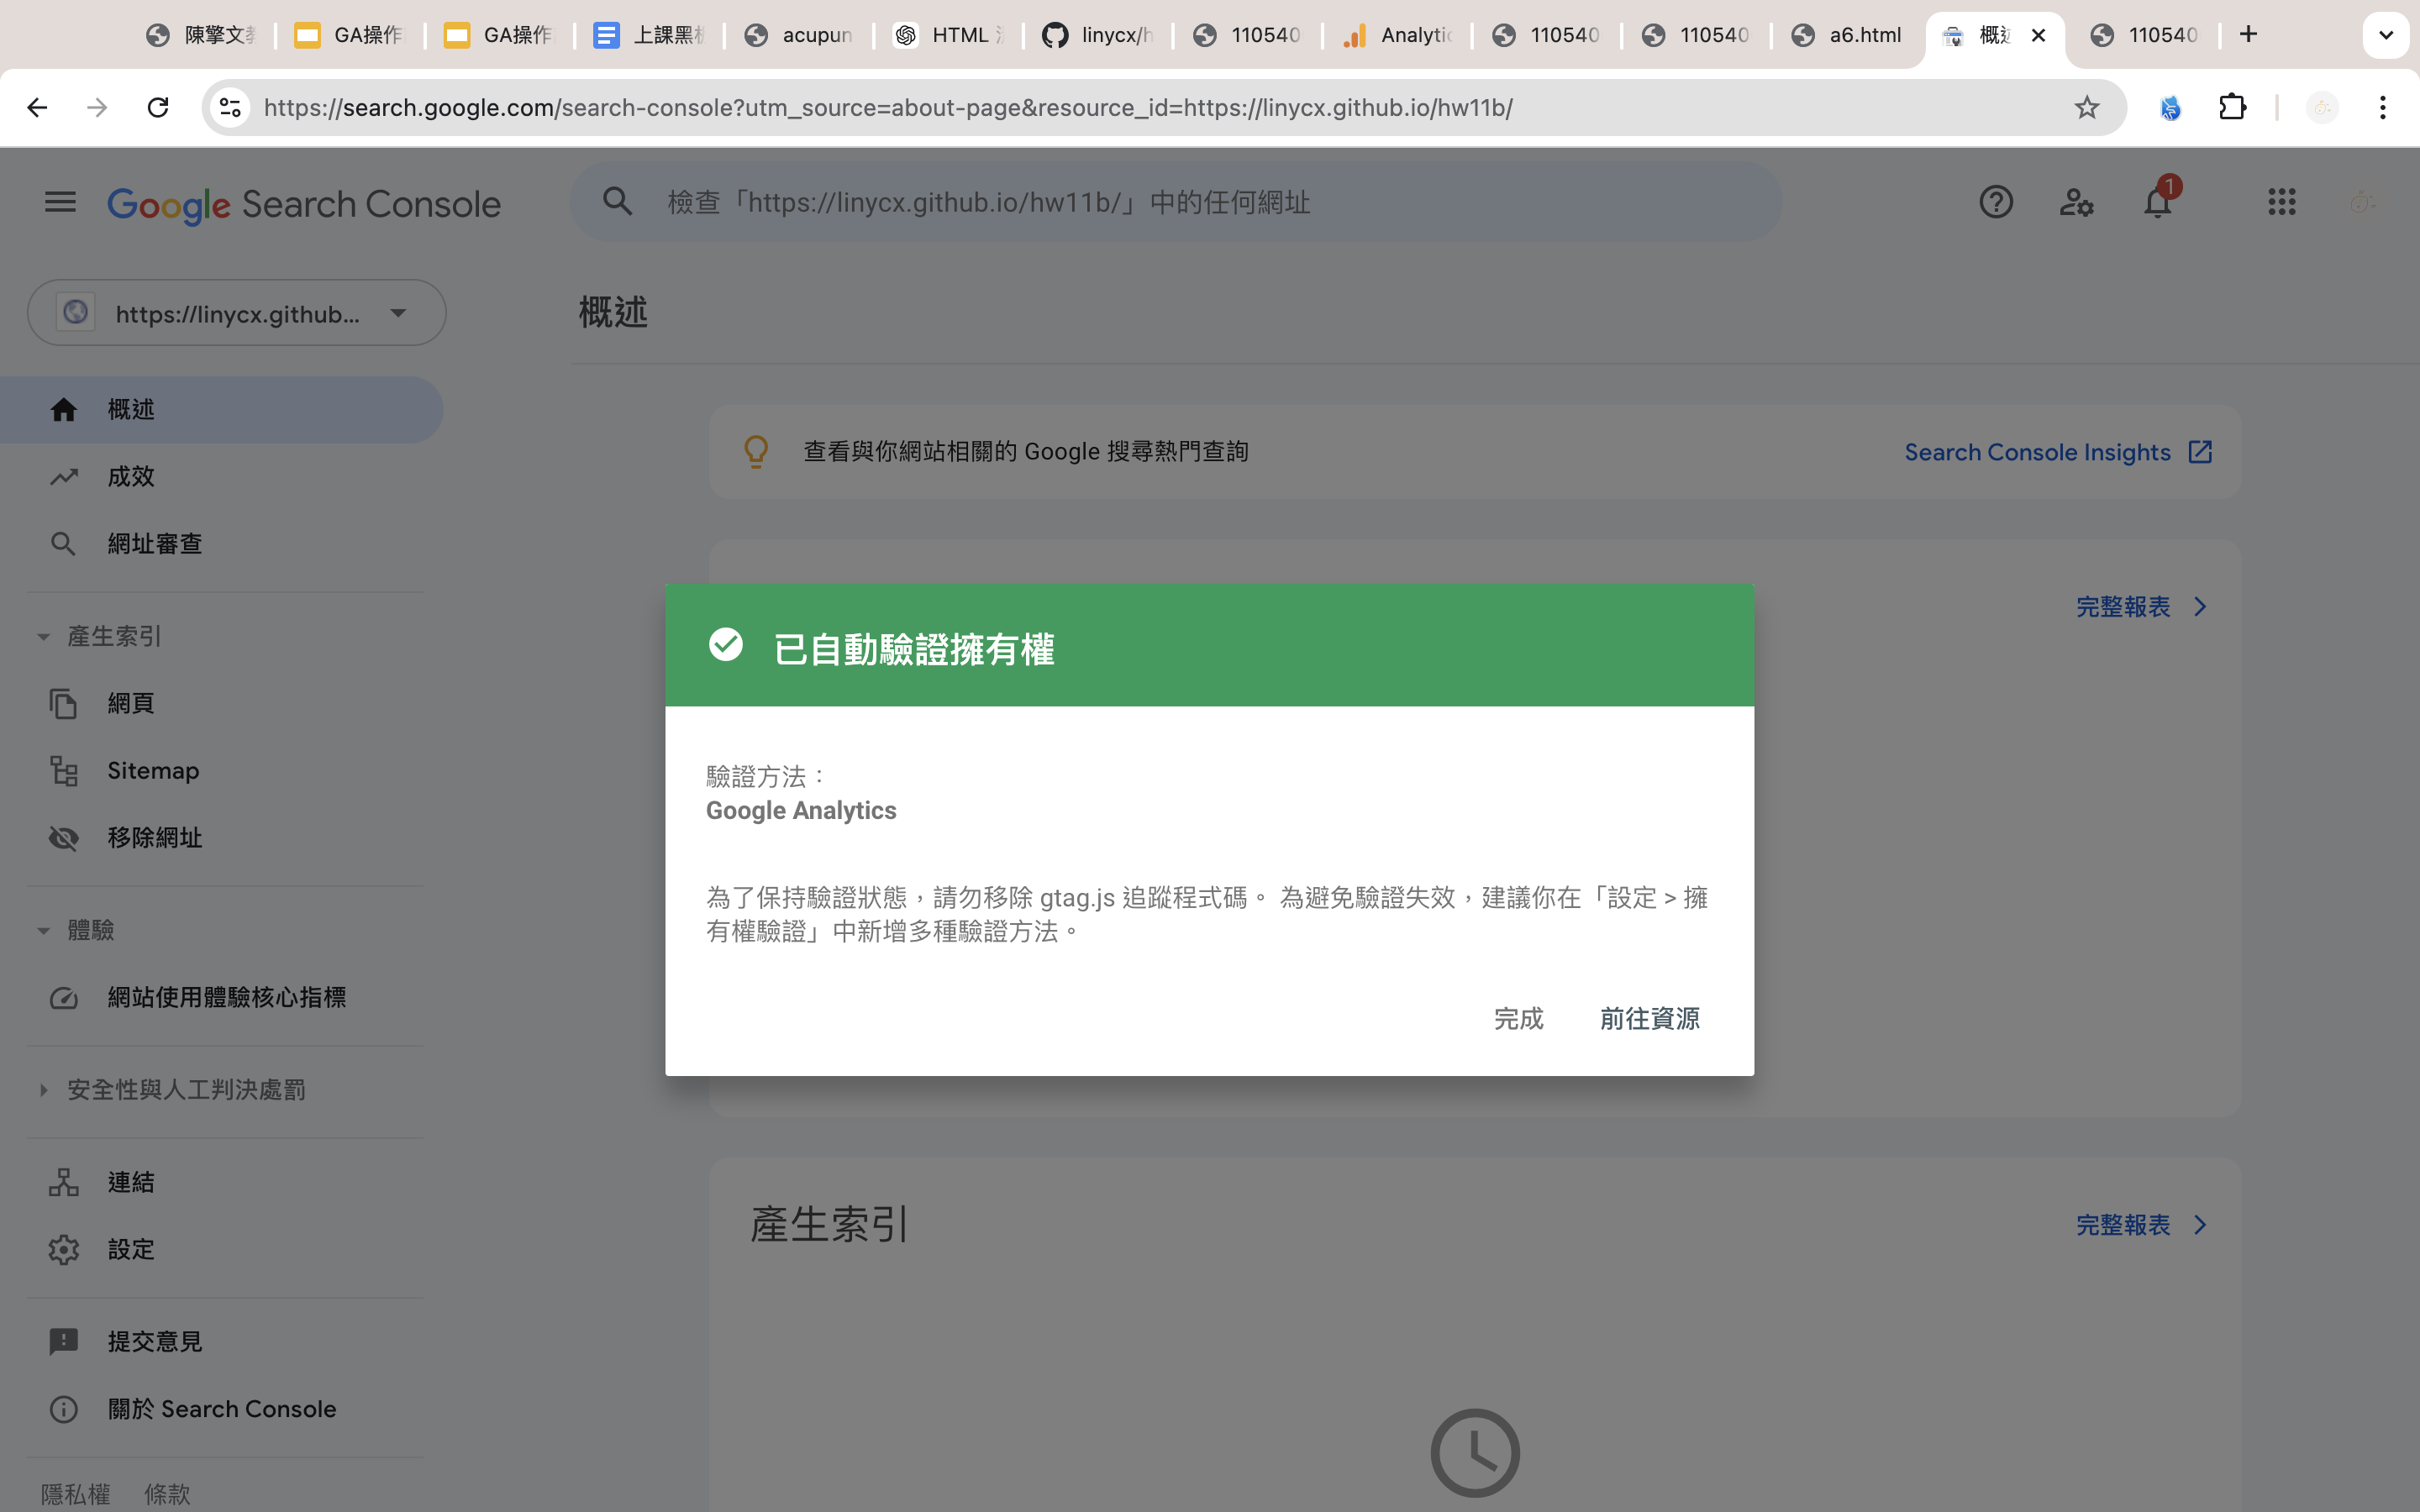 陳擎文教
GA操作
GA操作
上課黑板
acupun
HTML
linycx/h
110540
Analytic
110540
110540
a6.html
概述
110540
https://search.google.com/search-console?utm_source=about-page&resource_id=https://linycx.github.io/hw11b/
Google Search Console
檢查「https://linycx.github.io/hw11b/」中的任何網址
1
https://linycx.github...
概述
概述
成效
網址審查
產生索引
網頁
Sitemap
移除網址
體驗
網站使用體驗核心指標
安全性與人工判決處罰
連結
設定
提交意見
關於 Search Console
隱私權 條款
查看與你網站相關的 Google 搜尋熱門查詢
Search Console Insights
完整報表
已自動驗證擁有權
驗證方法：
Google Analytics
為了保持驗證狀態，請勿移除 gtag.js 追蹤程式碼。 為避免驗證失效，建議你在「設定 > 擁
有權驗證」中新增多種驗證方法。
完成 前往資源
產生索引
完整報表